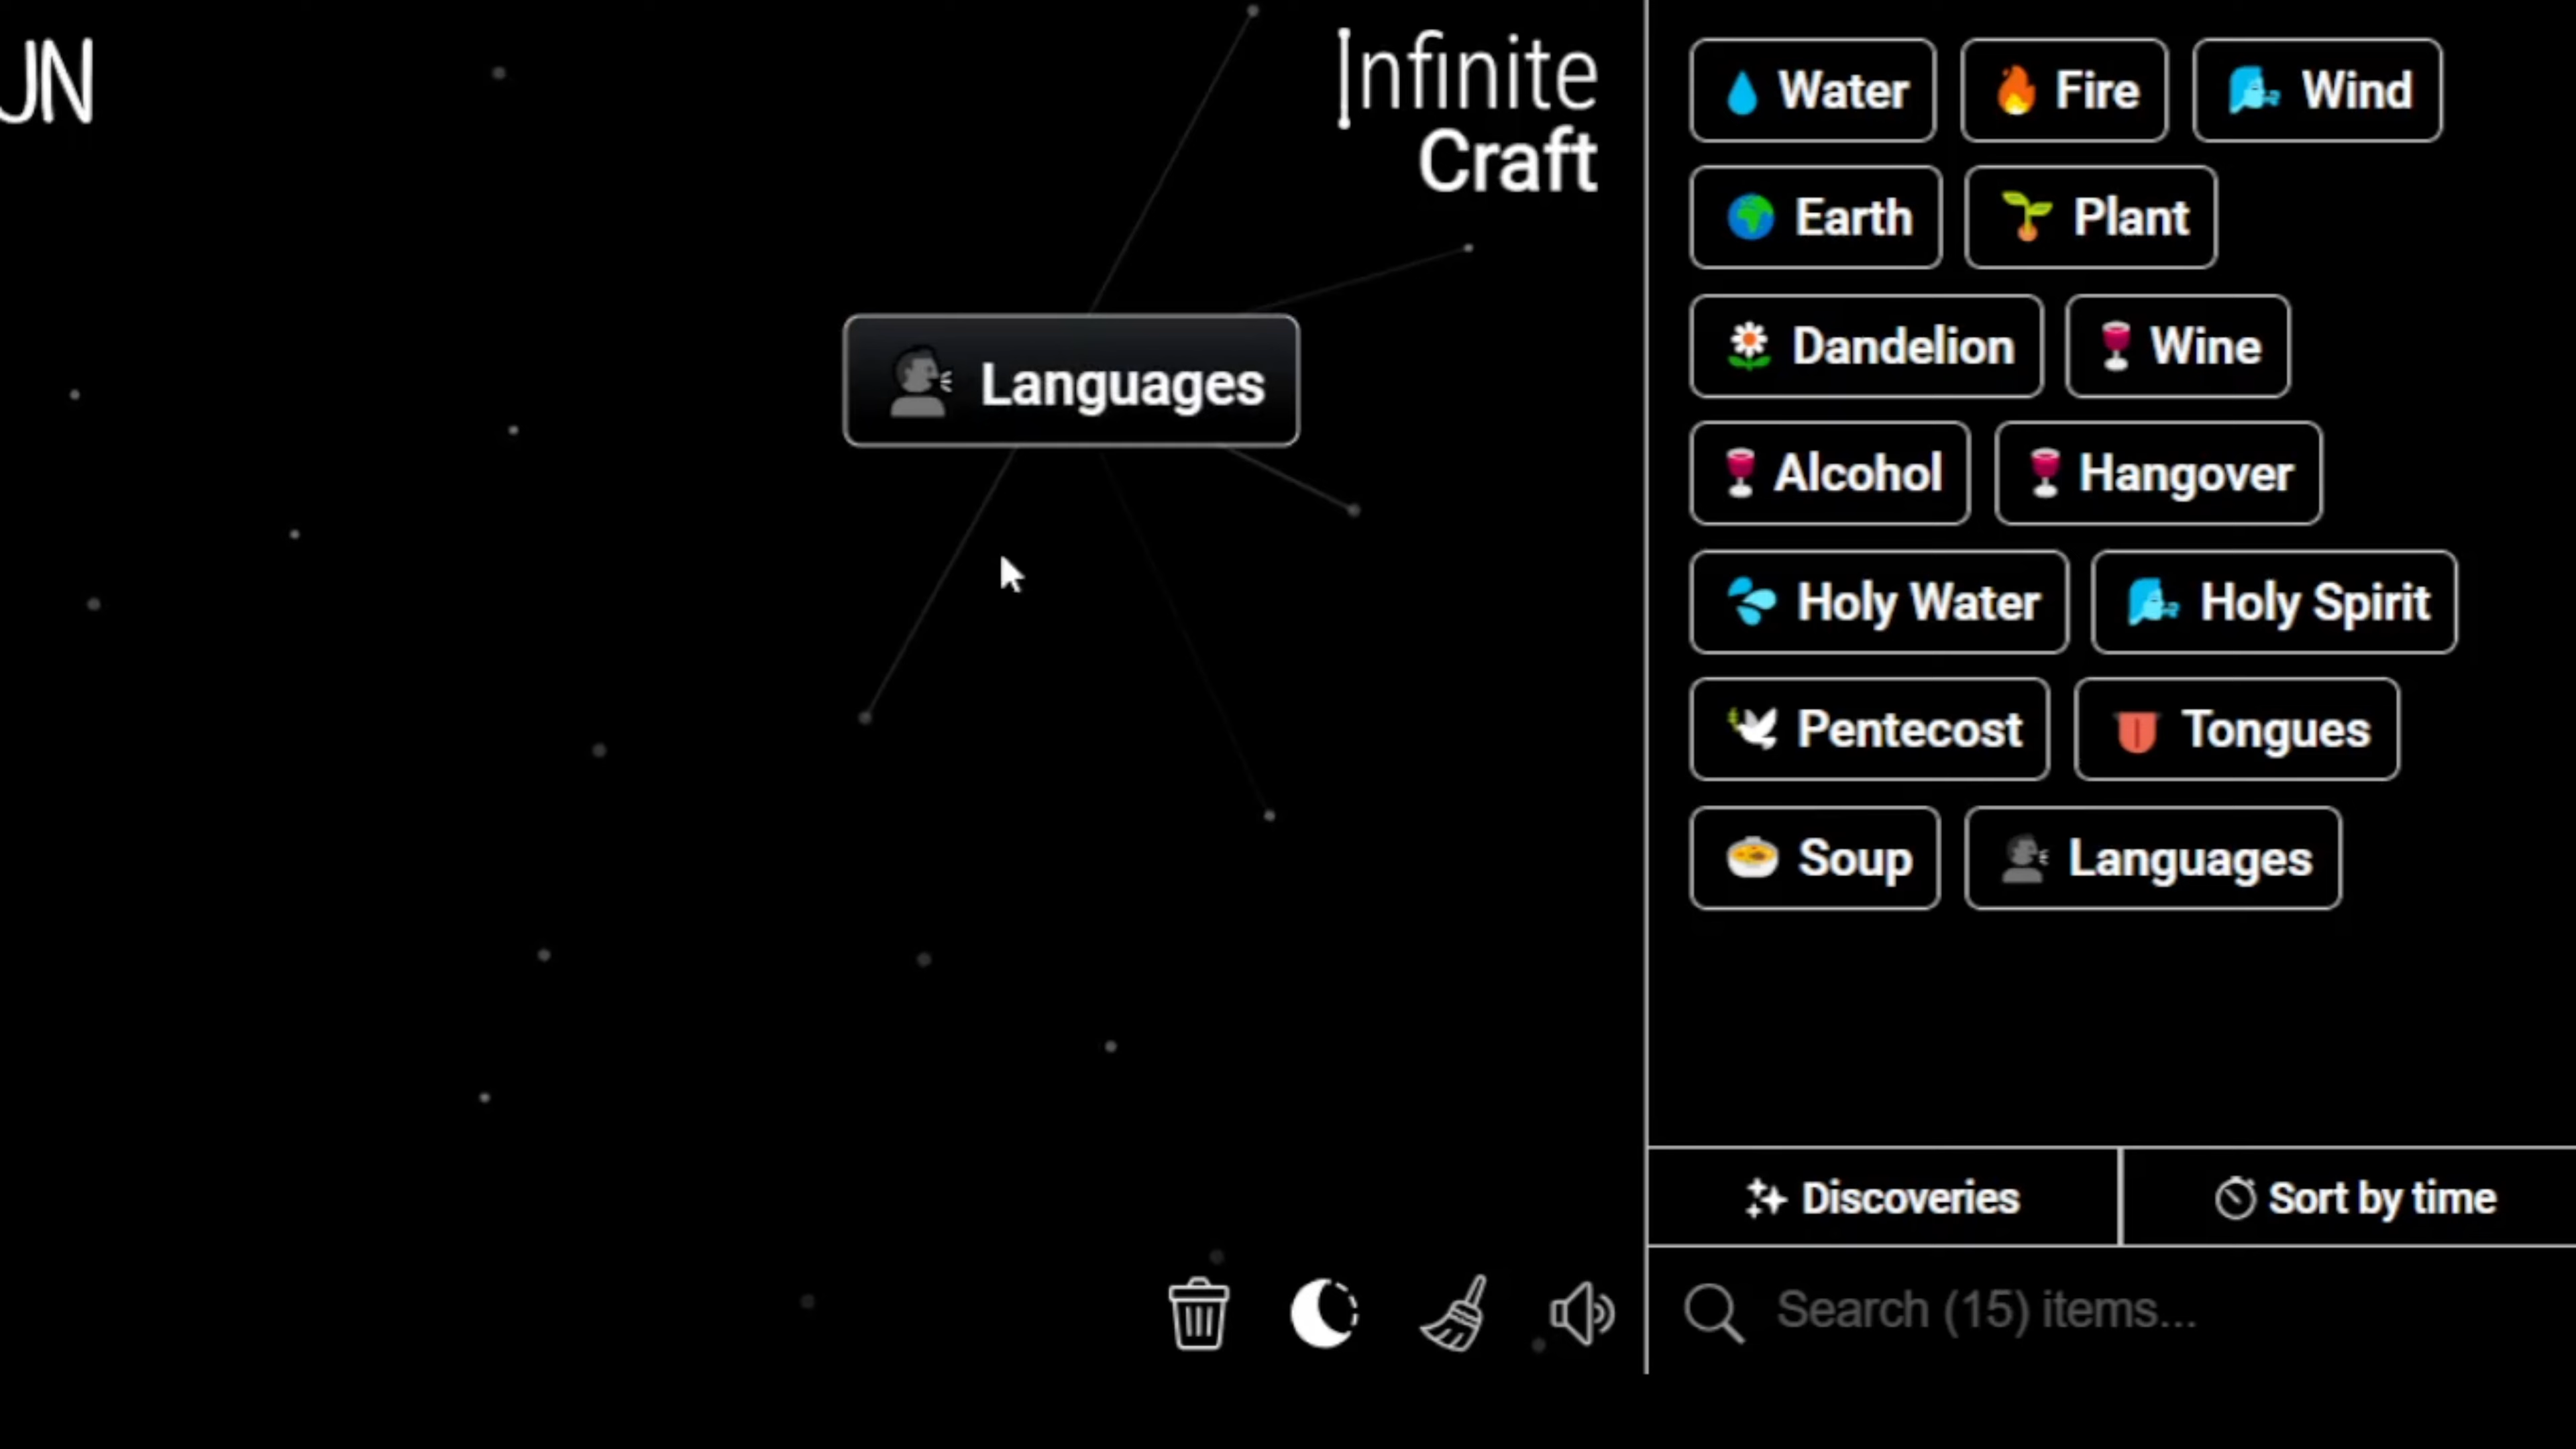 UN
Infinite
Craft
Languages
Water Fire Wind
Earth Plant
Dandelion Wine
Alcohol Hangover
Holy Water Holy Spirit
Pentecost Tongues
Soup Languages
Discoveries Sort by time
Search (15) items...